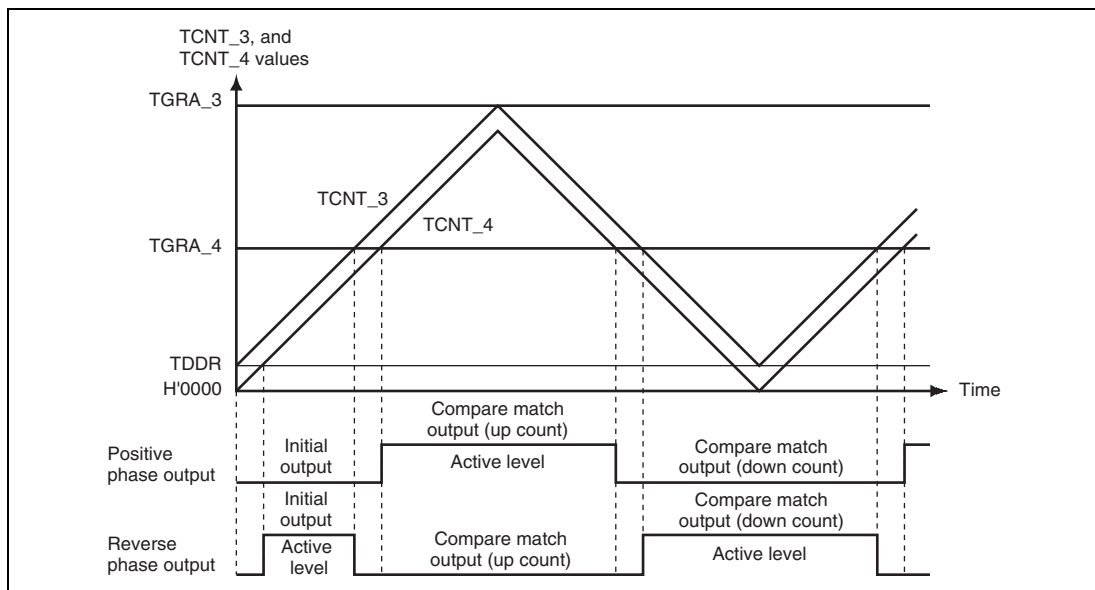 TCNT_3, and
TCNT_4 values
TGRA_3
TCNT_3
TCNT_4
TGRA_4
TDDR
H'0000
Time
Compare match
output (up count)
Positive
phase output
Initial
output
Active level
Compare match
output (down count)
Initial
output
Compare match
output (down count)
Reverse
phase output
Active
level
Compare match
output (up count)
Active level